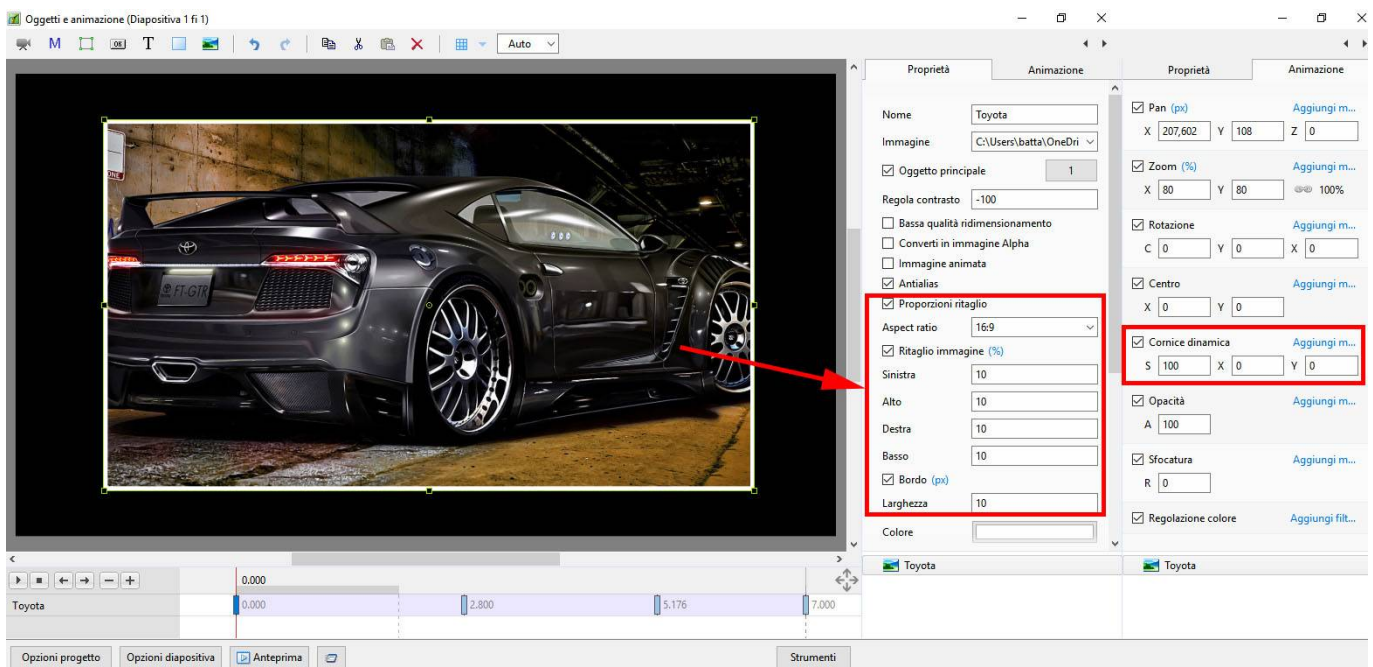 Oggetti e animazione (Diapositiva 1 fi 1)
M OK T Auto
Proprietà Animazione
Nome Toyota
Immagine C:\Users\batta\OneDri
Oggetto principale 1
Regola contrasto -100
Bassa qualità ridimensionamento
Converti in immagine Alpha
Immagine animata
Antialias
Proporzioni ritaglio
Aspect ratio 16:9
Ritaglio immagine (%)
Sinistra 10
Alto 10
Destra 10
Basso 10
Bordo (px)
Larghezza 10
Colore
Toyota
Proprietà Animazione
Pan (px) Aggiungi m...
X 207,602 Y 108 Z 0
Zoom (%) Aggiungi m...
X 80 Y 80 100%
Rotazione Aggiungi m...
C 0 Y 0 X 0
Centro Aggiungi m...
X 0 Y 0
Cornice dinamica Aggiungi m...
S 100 X 0 Y 0
Opacità Aggiungi m...
A 100
Sfocatura Aggiungi m...
R 0
Regolazione colore Aggiungi filt...
Toyota
FT-GTR
0.000
Toyota 0.000 2.800 5.176 7.000
Opzioni progetto Opzioni diapositiva Anteprima Strumenti